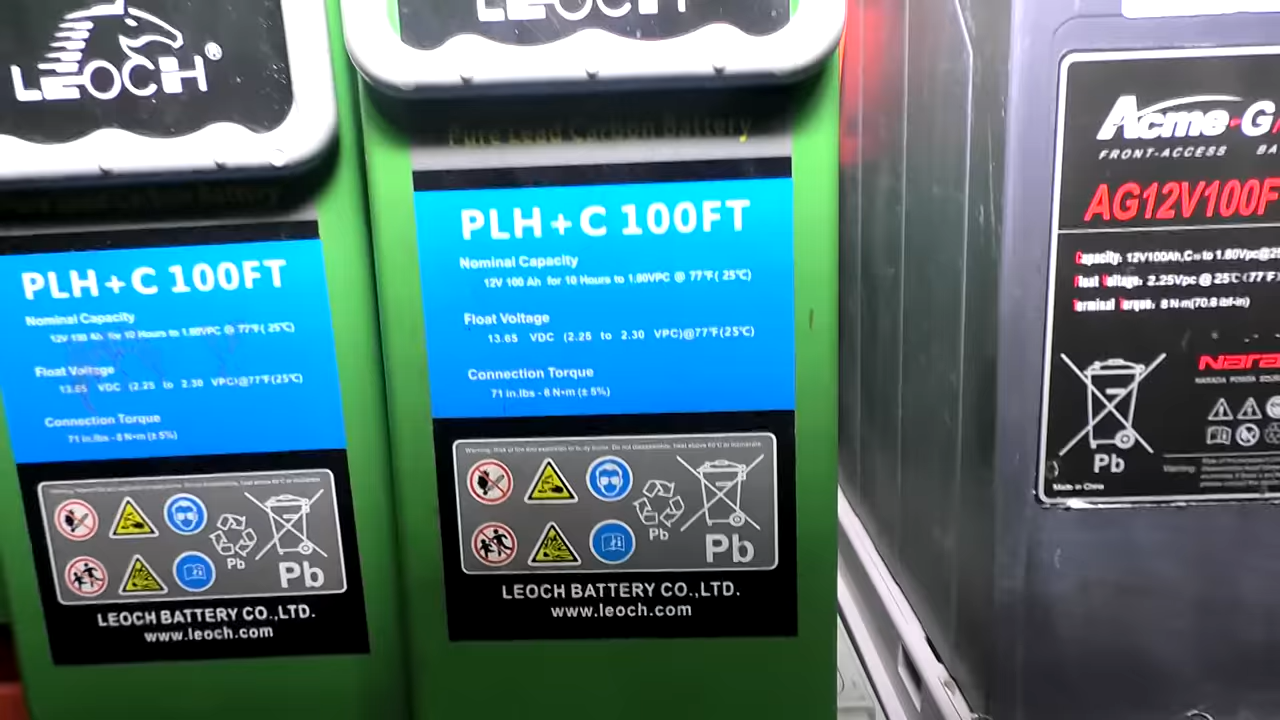 LEOCH®
PLH+C 100FT
Nominal Capacity
12V 100 Ah for 10 Hours to 1.80VPC @ 77°F( 25°C)
Float Voltage
13.65 VDC (2.25 to 2.30 VPC)@77°F(25°C)
Connection Torque
71 in.lbs - 8 N•m (± 5%)
Pb
Pb
LEOCH BATTERY CO.,LTD.
www.leoch.com
LEOCH
Pure Lead Carbon Battery
PLH+C 100FT
Nominal Capacity
12V 100 Ah for 10 Hours to 1.80VPC @ 77°F( 25°C)
Float Voltage
13.65 VDC (2.25 to 2.30 VPC)@77°F(25°C)
Connection Torque
71 in.lbs - 8 N•m (± 5%)
Pb
Pb
LEOCH BATTERY CO.,LTD.
www.leoch.com
Acme-G
FRONT-ACCESS BA
AG12V100F
Capacity: 12V100Ah,C10 to 1.80Vpc@25
Float Voltage: 2.25Vpc @ 25°C (77°F
Terminal Torque: 8 N·m(70.8 lbf-in)
Narada
NARADA POWER
Pb
Warning:
Made in China